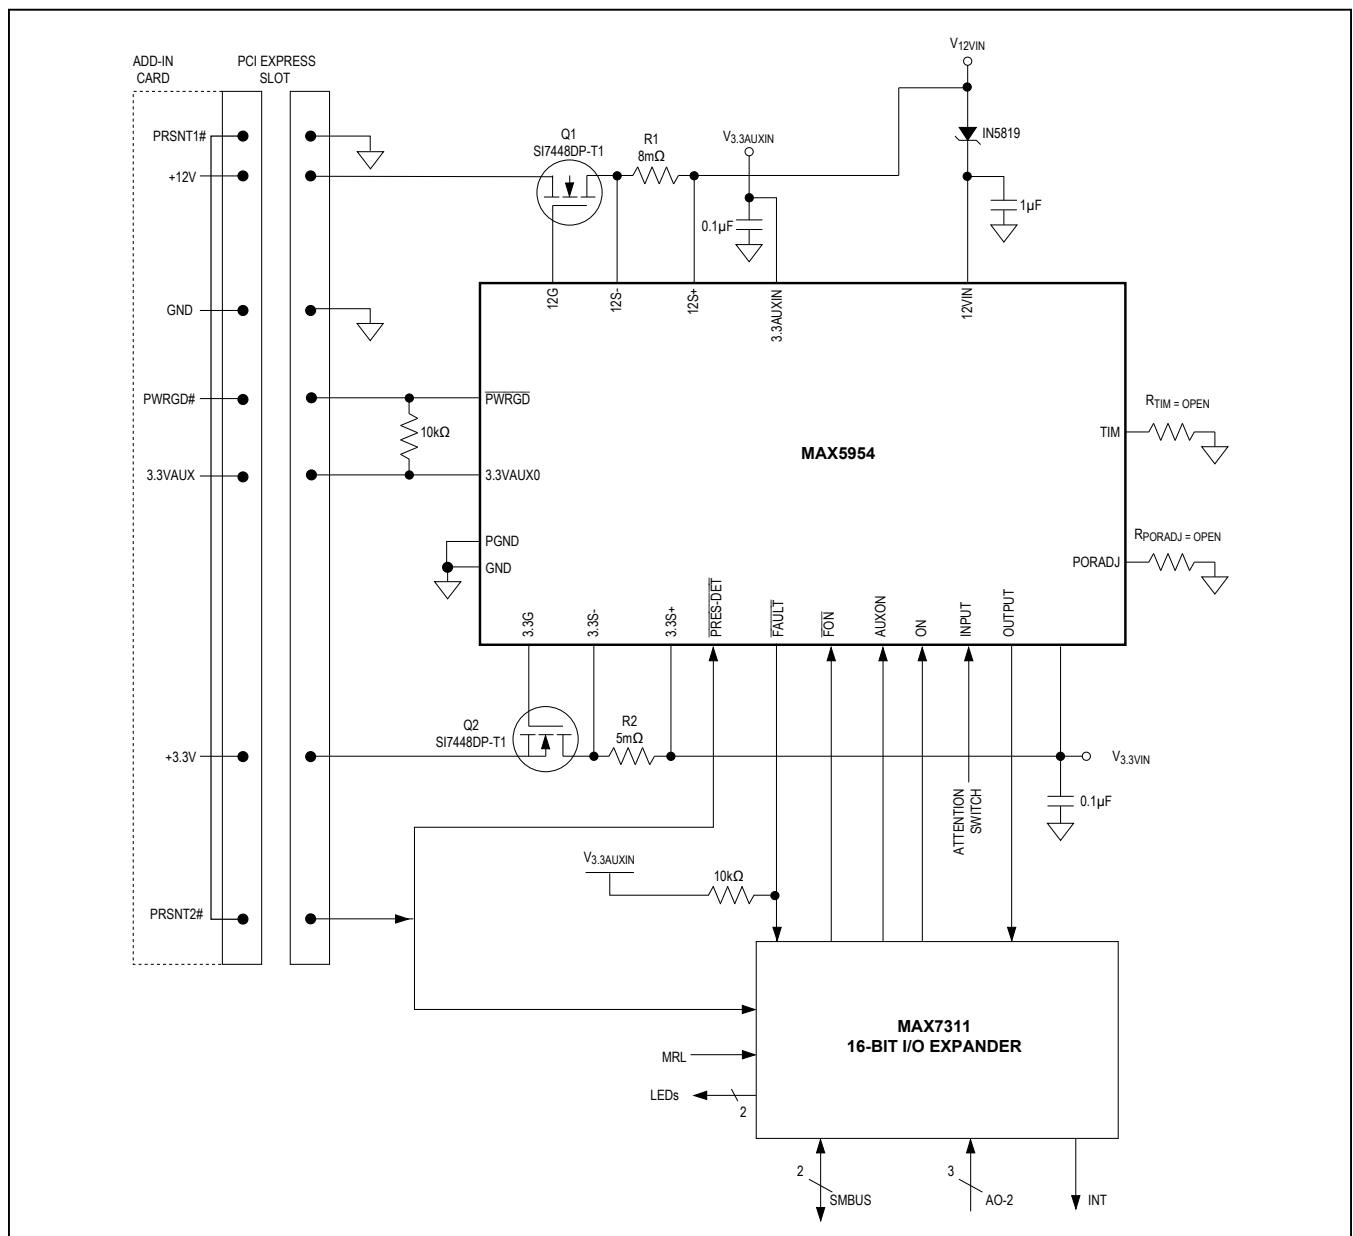 ADD-IN
CARD
PCI EXPRESS
SLOT
V12VIN
PRSNT1#
+12V
Q1
SI7448DP-T1
R1
8mΩ
V3.3AUXIN
IN5819
0.1µF
1µF
12G
12S-
12S+
3.3AUXIN
12VIN
GND
PWRGD#
10kΩ
PWRGD
3.3VAUX
3.3VAUX0
MAX5954
TIM
RTIM = OPEN
PGND
GND
PORADJ
RPORADJ = OPEN
3.3G
3.3S-
3.3S+
PRES-DET
FAULT
FON
AUXON
ON
INPUT
OUTPUT
Q2
SI7448DP-T1
R2
5mΩ
+3.3V
V3.3VIN
0.1µF
ATTENTION
SWITCH
V3.3AUXIN
10kΩ
PRSNT2#
MAX7311
16-BIT I/O EXPANDER
MRL
LEDs
2
2
SMBUS
3
AO-2
INT